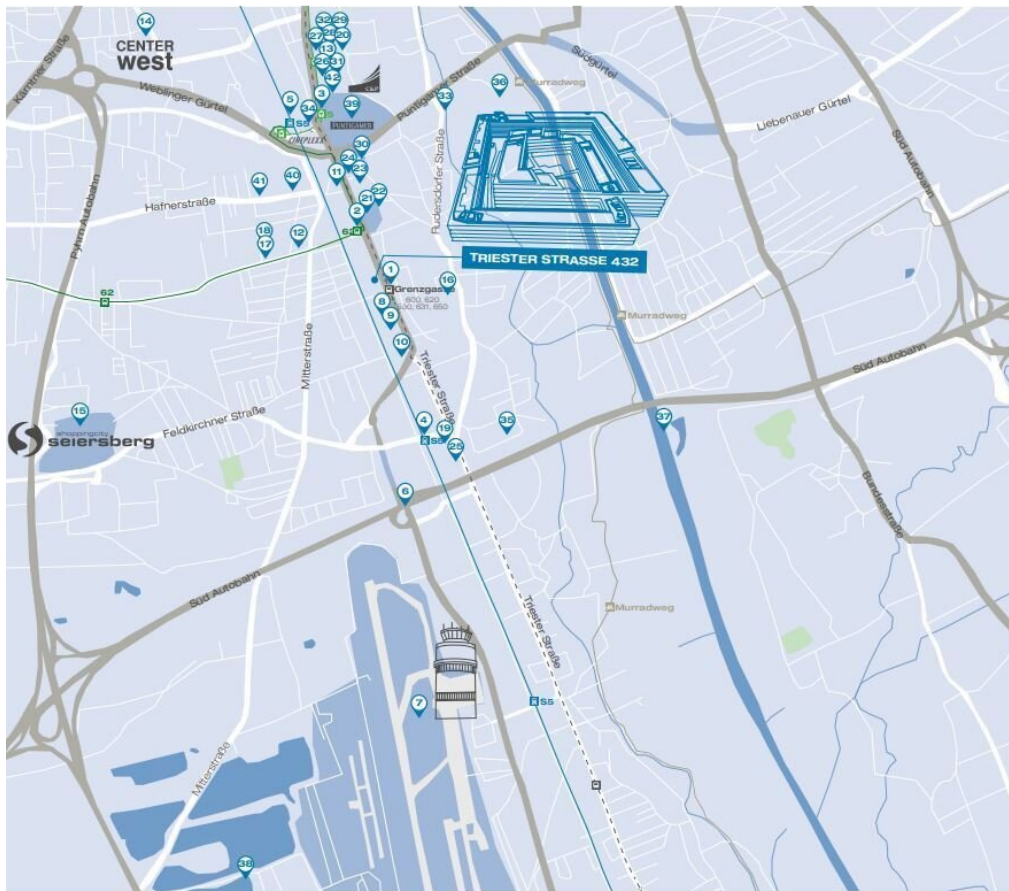 14
CENTER
west
Kärntner Straße
Weblinger Gürtel
32
29
27
28
20
13
26
31
42
3
5
S5
34
39
C&P
PUNTIGAMER
5
CINEPLEXX
Puntigamer Straße
33
36
Murradweg
Südgürtel
Liebenauer Gürtel
Süd Autobahn
30
24
23
11
22
21
2
62
41
40
Hafnerstraße
Rudersdorfer Straße
18
17
12
Pyhrn Autobahn
62
TRIESTER STRASSE 432
1
Grenzgasse
600, 620
630, 631, 650
16
8
9
10
Mitterstraße
Triester Straße
Murradweg
Süd Autobahn
15
shoppingcity
seiersberg
Feldkirchner Straße
4
S5
19
25
35
37
6
Süd Autobahn
Bundesstraße
Triester Straße
Murradweg
7
S5
Mitterstraße
38